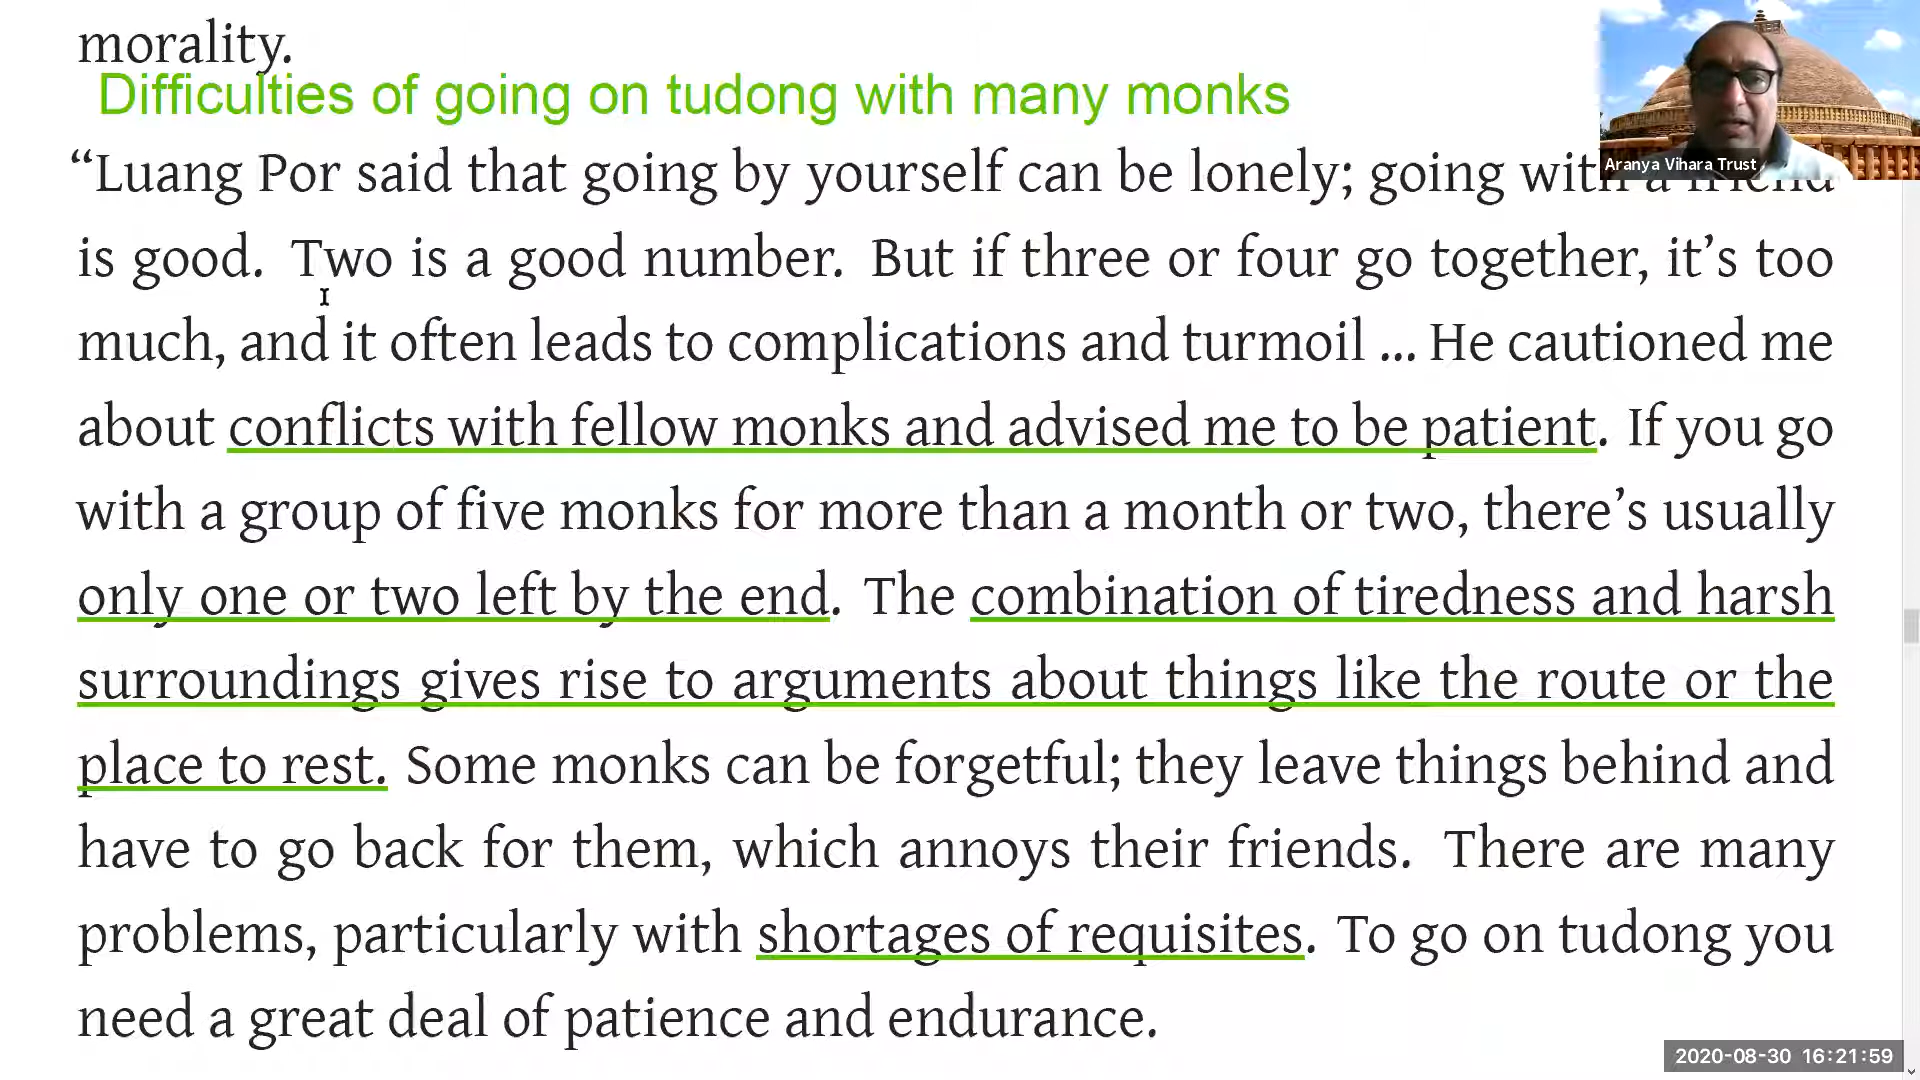 morality.
Difficulties of going on tudong with many monks
“Luang Por said that going by yourself can be lonely; going with a friend
is good. Two is a good number. But if three or four go together, it’s too
much, and it often leads to complications and turmoil ... He cautioned me
about conflicts with fellow monks and advised me to be patient. If you go
with a group of five monks for more than a month or two, there’s usually
only one or two left by the end. The combination of tiredness and harsh
surroundings gives rise to arguments about things like the route or the
place to rest. Some monks can be forgetful; they leave things behind and
have to go back for them, which annoys their friends. There are many
problems, particularly with shortages of requisites. To go on tudong you
need a great deal of patience and endurance.
Aranya Vihara Trust
2020-08-30 16:21:59